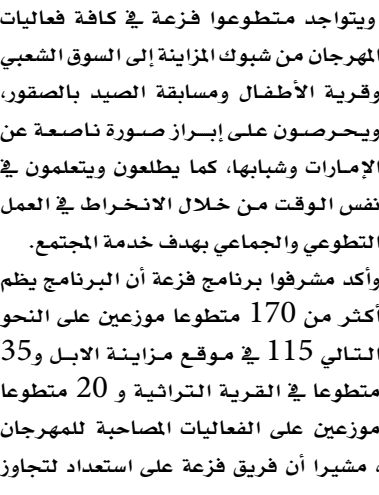 ويتواجد متطوعوا فزعة في كافة فعاليات
المهرجان من شبوك المزاينة إلى السوق الشعبي
وقرية الأطفال ومسابقة الصيد بالصقور،
ويحرصون على إبراز صورة ناصعة عن
الإمارات وشبابها، كما يطلعون ويتعلمون في
نفس الوقت من خلال الانخراط في العمل
التطوعي والجماعي بهدف خدمة المجتمع.
وأكد مشرفوا برنامج فزعة أن البرنامج يظم
أكثر من 170 متطوعا موزعين على النحو
التالي 115 في موقع مزاينة الابل و35
متطوعا في القرية التراثية و 20 متطوعا
موزعين على الفعاليات المصاحبة للمهرجان
، مشيرا أن فريق فزعة على استعداد لتجاوز